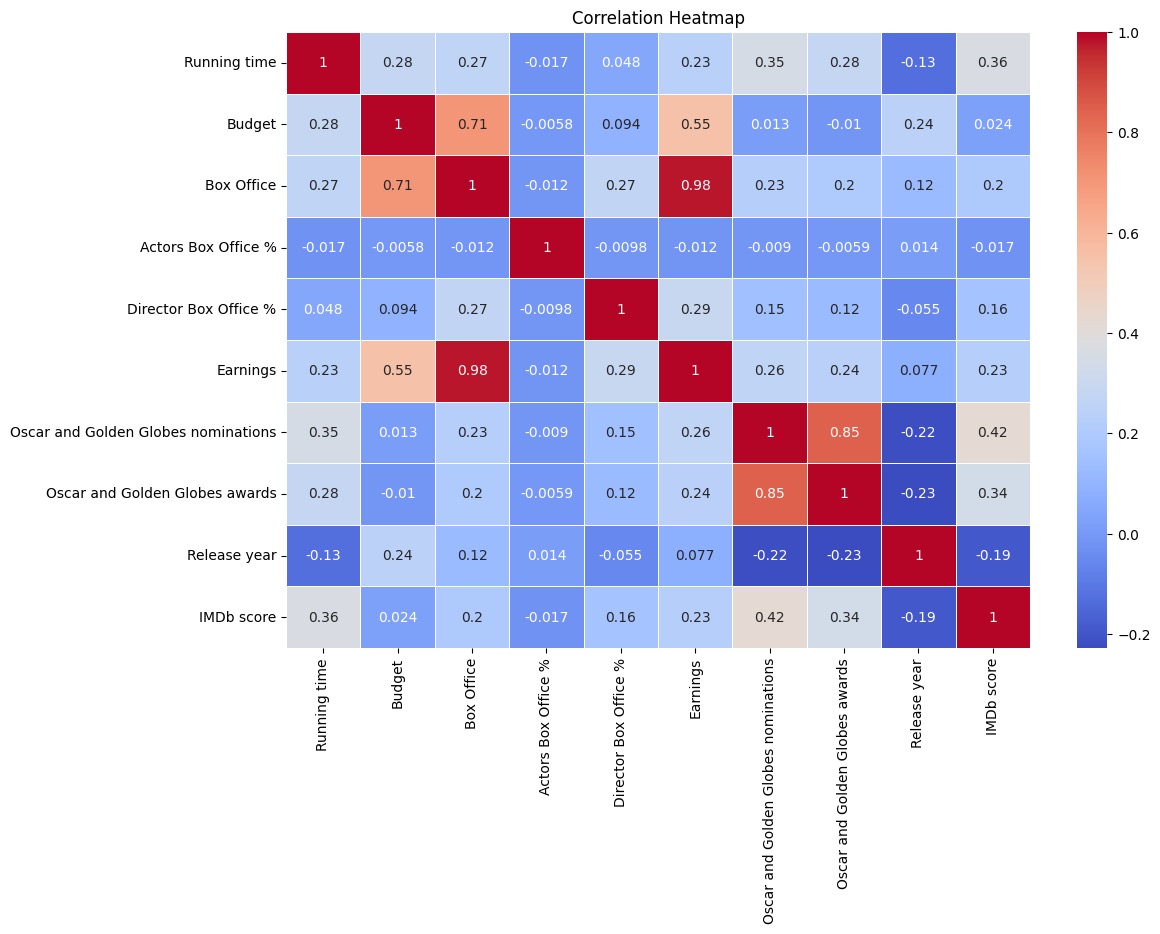 Correlation Heatmap
Running time 1 0.28 0.27 -0.017 0.048 0.23 0.35 0.28 -0.13 0.36
Budget 0.28 1 0.71 -0.0058 0.094 0.55 0.013 -0.01 0.24 0.024
Box Office 0.27 0.71 1 -0.012 0.27 0.98 0.23 0.2 0.12 0.2
Actors Box Office % -0.017 -0.0058 -0.012 1 -0.0098 -0.012 -0.009 -0.0059 0.014 -0.017
Director Box Office % 0.048 0.094 0.27 -0.0098 1 0.29 0.15 0.12 -0.055 0.16
Earnings 0.23 0.55 0.98 -0.012 0.29 1 0.26 0.24 0.077 0.23
Oscar and Golden Globes nominations 0.35 0.013 0.23 -0.009 0.15 0.26 1 0.85 -0.22 0.42
Oscar and Golden Globes awards 0.28 -0.01 0.2 -0.0059 0.12 0.24 0.85 1 -0.23 0.34
Release year -0.13 0.24 0.12 0.014 -0.055 0.077 -0.22 -0.23 1 -0.19
IMDb score 0.36 0.024 0.2 -0.017 0.16 0.23 0.42 0.34 -0.19 1
Running time
Budget
Box Office
Actors Box Office %
Director Box Office %
Earnings
Oscar and Golden Globes nominations
Oscar and Golden Globes awards
Release year
IMDb score
1.0
0.8
0.6
0.4
0.2
0.0
−0.2